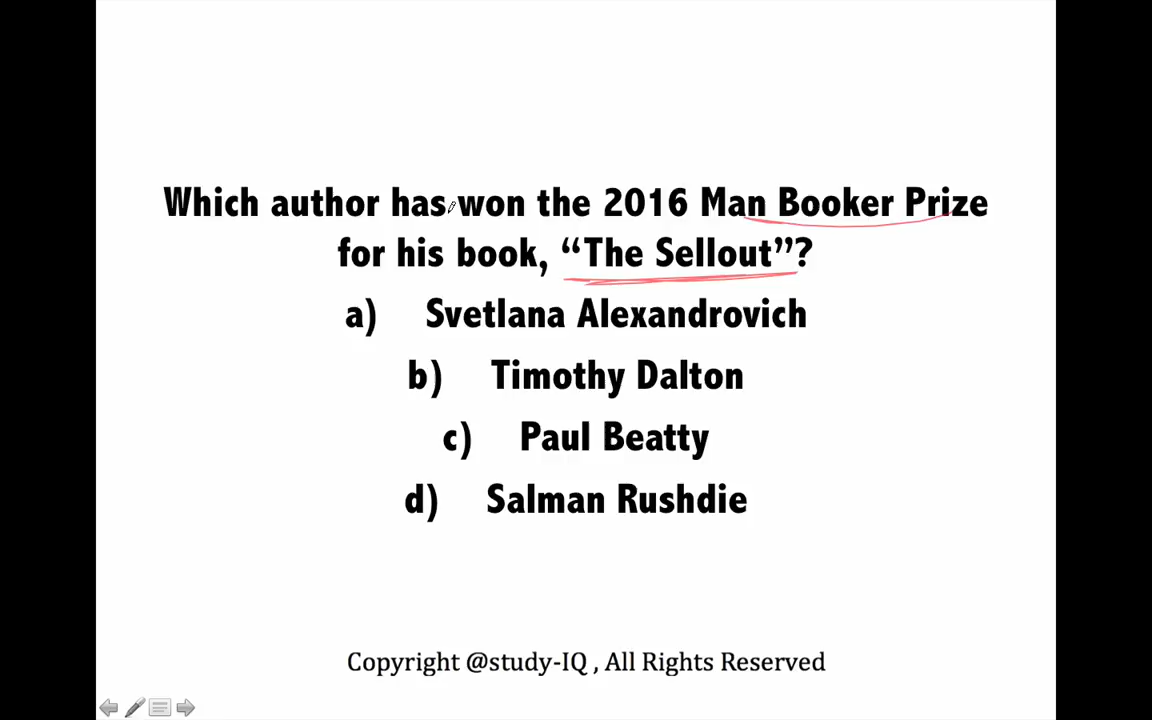 Which author has won the 2016 Man Booker Prize
for his book, “The Sellout”?
a) Svetlana Alexandrovich
b) Timothy Dalton
c) Paul Beatty
d) Salman Rushdie
Copyright @study-IQ , All Rights Reserved